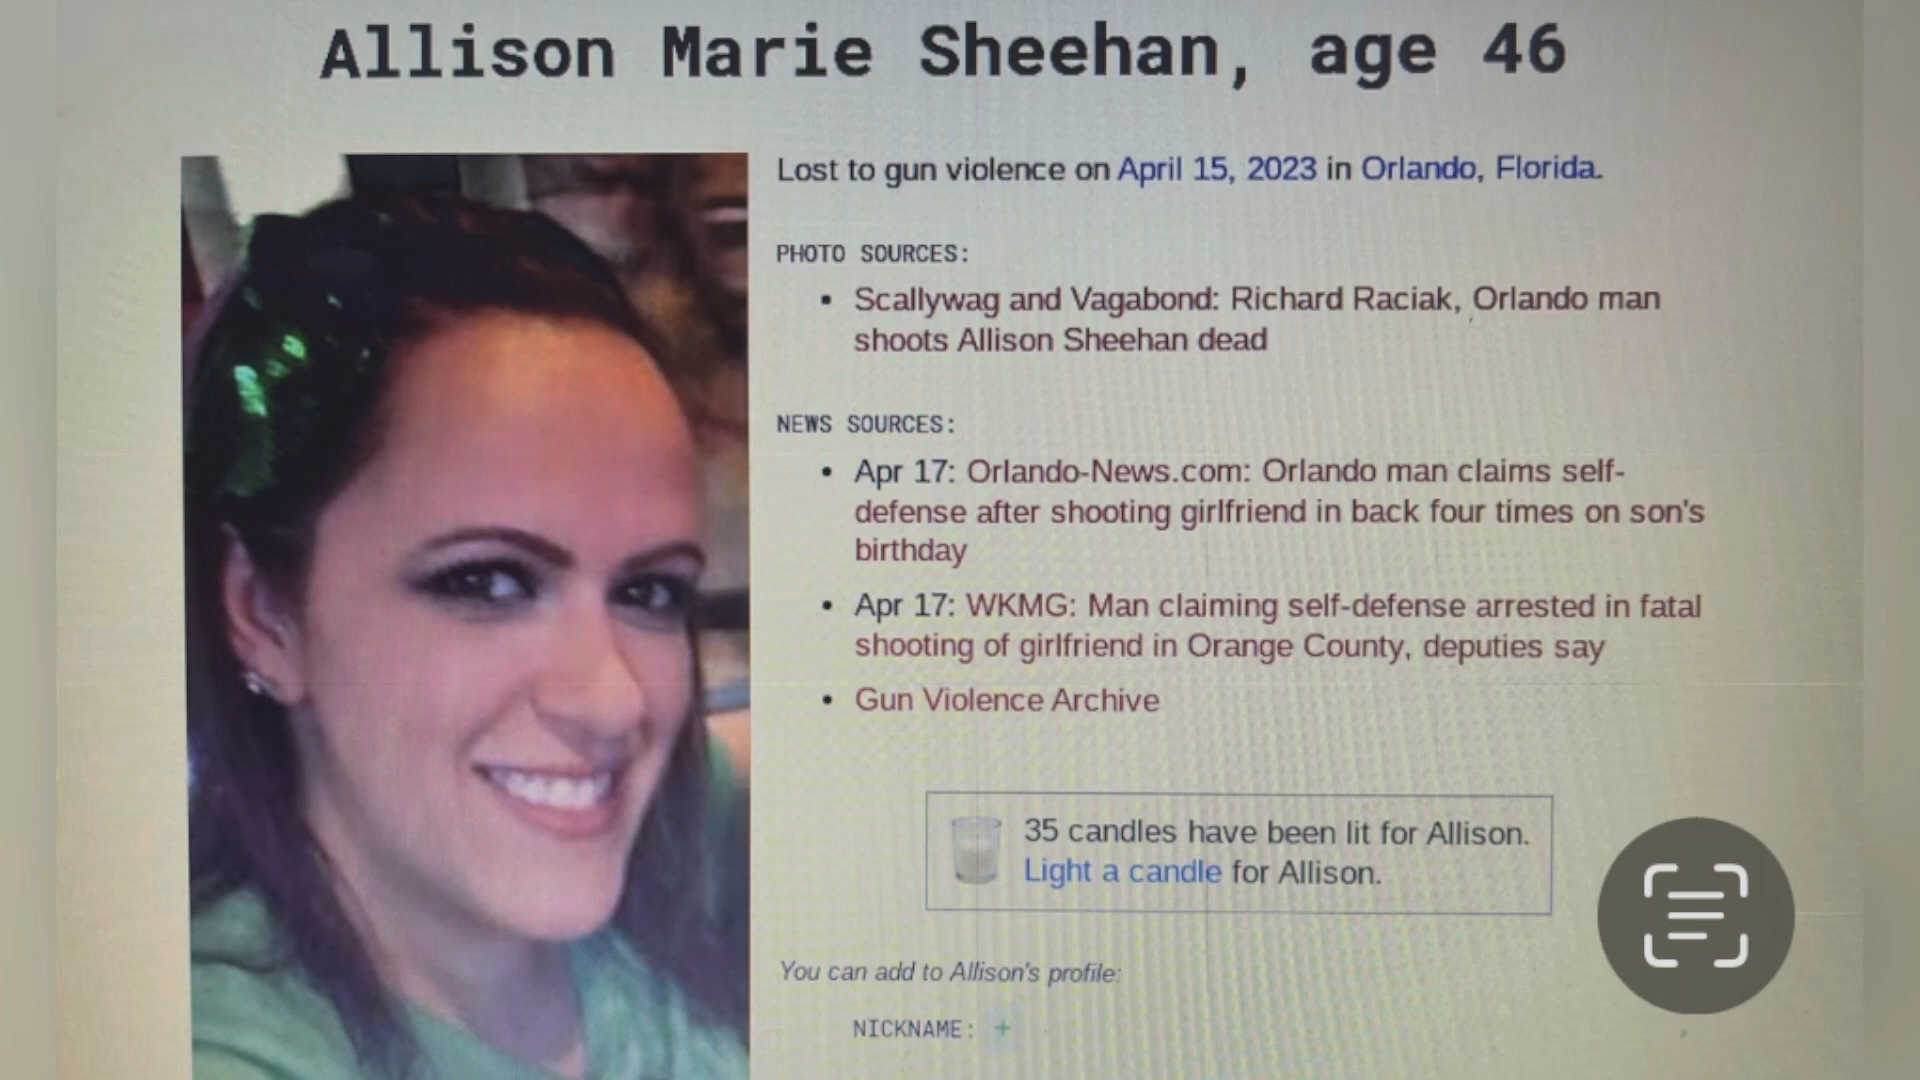 Allison Marie Sheehan, age 46
Lost to gun violence on April 15, 2023 in Orlando, Florida.
PHOTO SOURCES:
• Scallywag and Vagabond: Richard Raciak, Orlando man
shoots Allison Sheehan dead
NEWS SOURCES:
• Apr 17: Orlando-News.com: Orlando man claims self-
defense after shooting girlfriend in back four times on son's
birthday
• Apr 17: WKMG: Man claiming self-defense arrested in fatal
shooting of girlfriend in Orange County, deputies say
• Gun Violence Archive
35 candles have been lit for Allison.
Light a candle for Allison.
You can add to Allison's profile:
NICKNAME: +